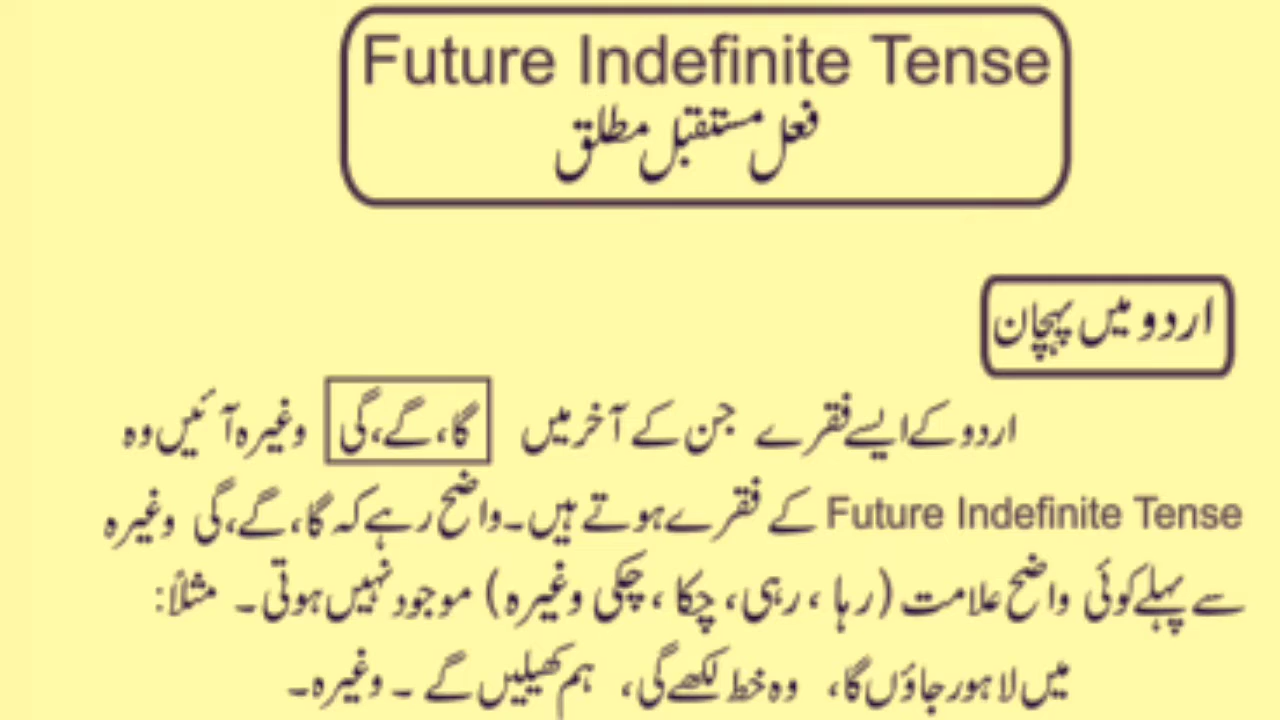 Future Indefinite Tense
فعل مستقبل مطلق
اردو میں پہچان
اردو کے ایسے فقرے جن کے آخر میں گا، گے، گی وغیرہ آئیں وہ
Future Indefinite Tense کے فقرے ہوتے ہیں۔ واضح رہے کہ گا، گے، گی وغیرہ
سے پہلے کوئی واضح علامت (رہا، رہی، چکا، چکی وغیرہ) موجود نہیں ہوتی۔ مثلاً:
میں لاہور جاؤں گا، وہ خط لکھے گی، ہم کھیلیں گے۔ وغیرہ۔